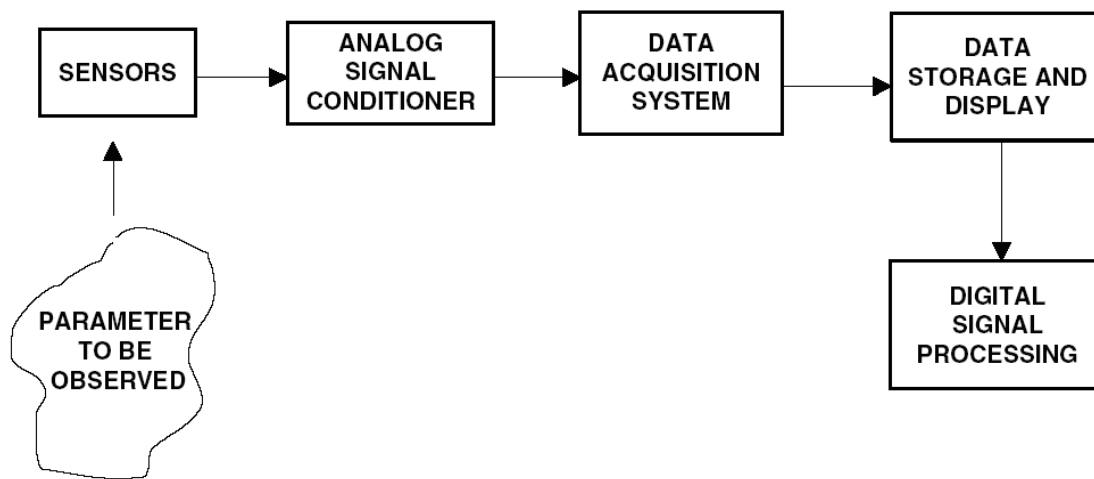 SENSORS
ANALOG
SIGNAL
CONDITIONER
DATA
ACQUISITION
SYSTEM
DATA
STORAGE AND
DISPLAY
PARAMETER
TO BE
OBSERVED
DIGITAL
SIGNAL
PROCESSING